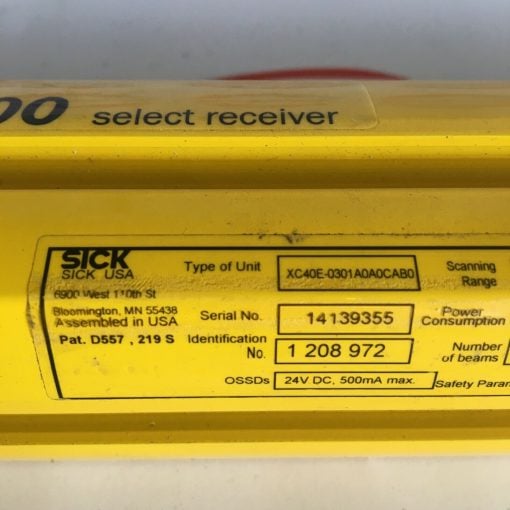 00 select receiver
SICK
SICK USA
6900 West 110th St
Bloomington, MN 55438
Assembled in USA
Pat. D557 , 219 S
Type of Unit XC40E-0301A0A0CAB0
Serial No. 14139355
Identification
No. 1 208 972
OSSDs 24V DC, 500mA max.
Scanning
Range
Power
Consumption
Number
of beams
Safety Param